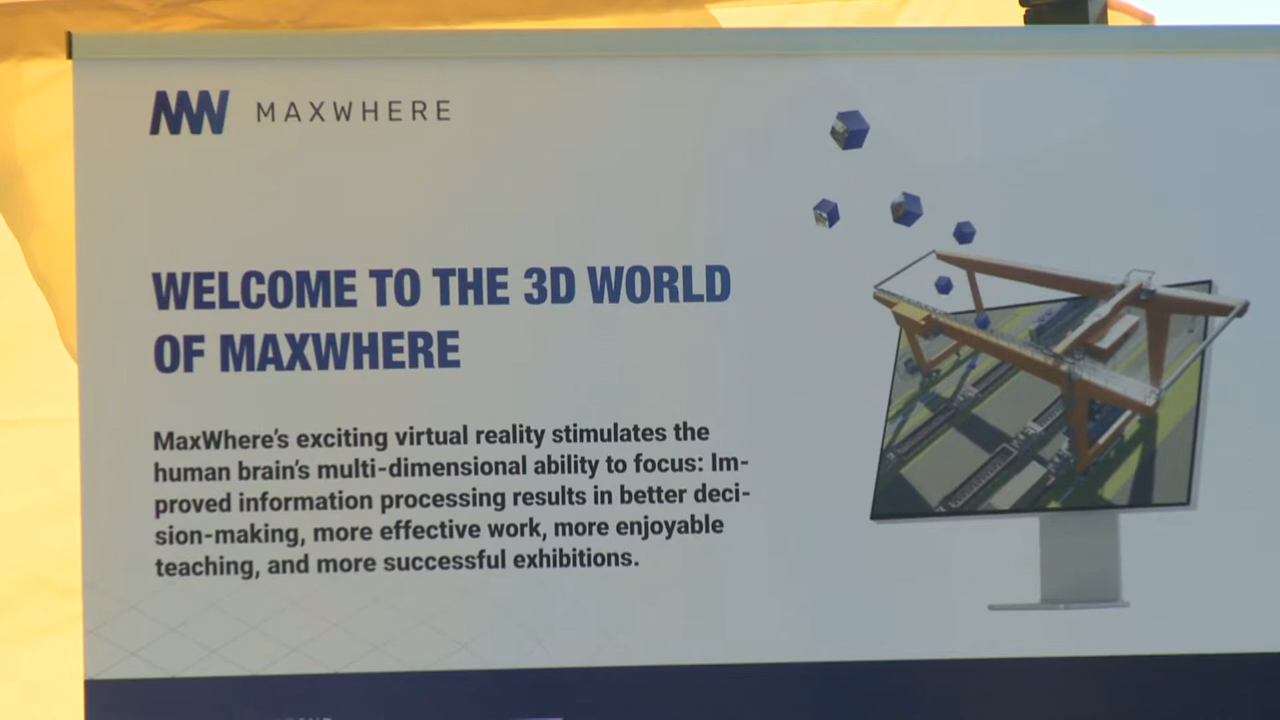 MAXWHERE
WELCOME TO THE 3D WORLD
OF MAXWHERE
MaxWhere's exciting virtual reality stimulates the
human brain's multi-dimensional ability to focus: Im-
proved information processing results in better deci-
sion-making, more effective work, more enjoyable
teaching, and more successful exhibitions.